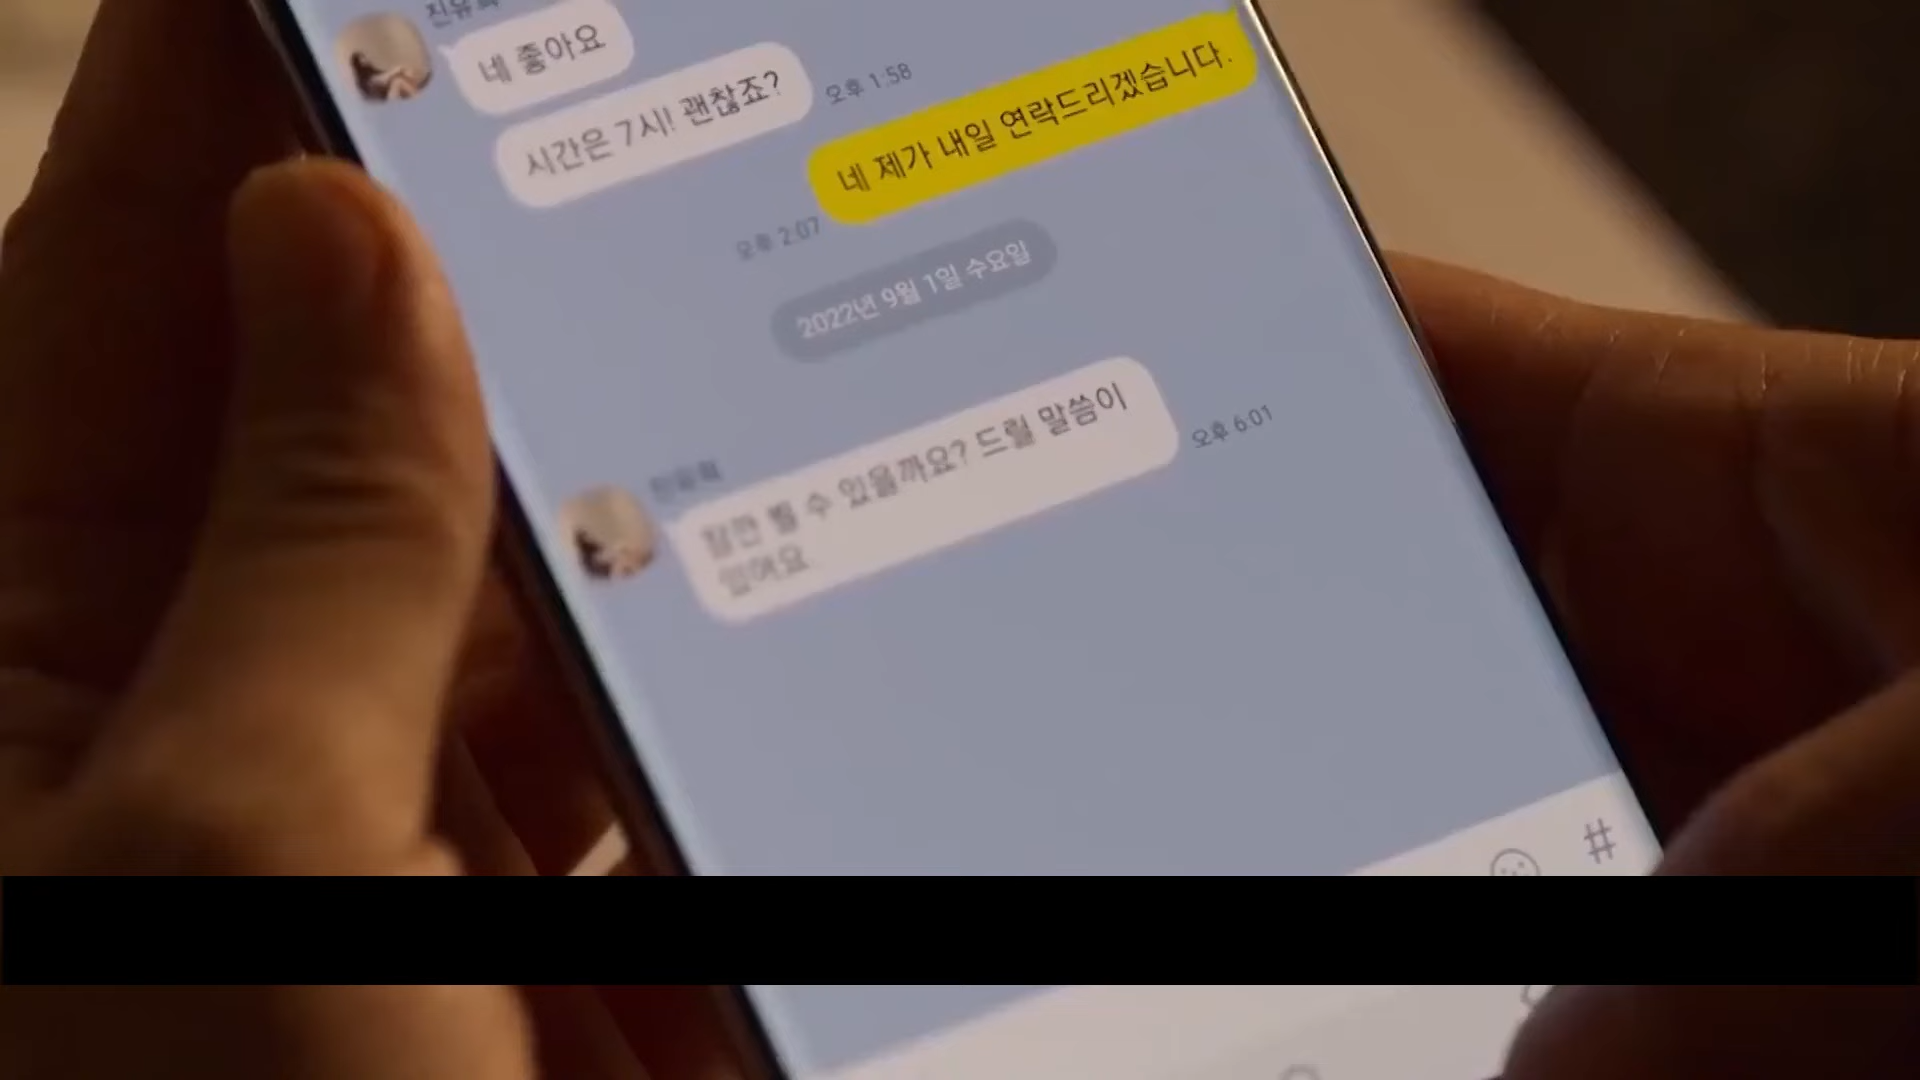 네 좋아요
시간은 7시! 괜찮죠?
오후 1:58
네 제가 내일 연락드리겠습니다.
오후 2:07
2022년 9월 1일 수요일
잠깐 뵐 수 있을까요? 드릴 말씀이
있어요
오후 6:01
#